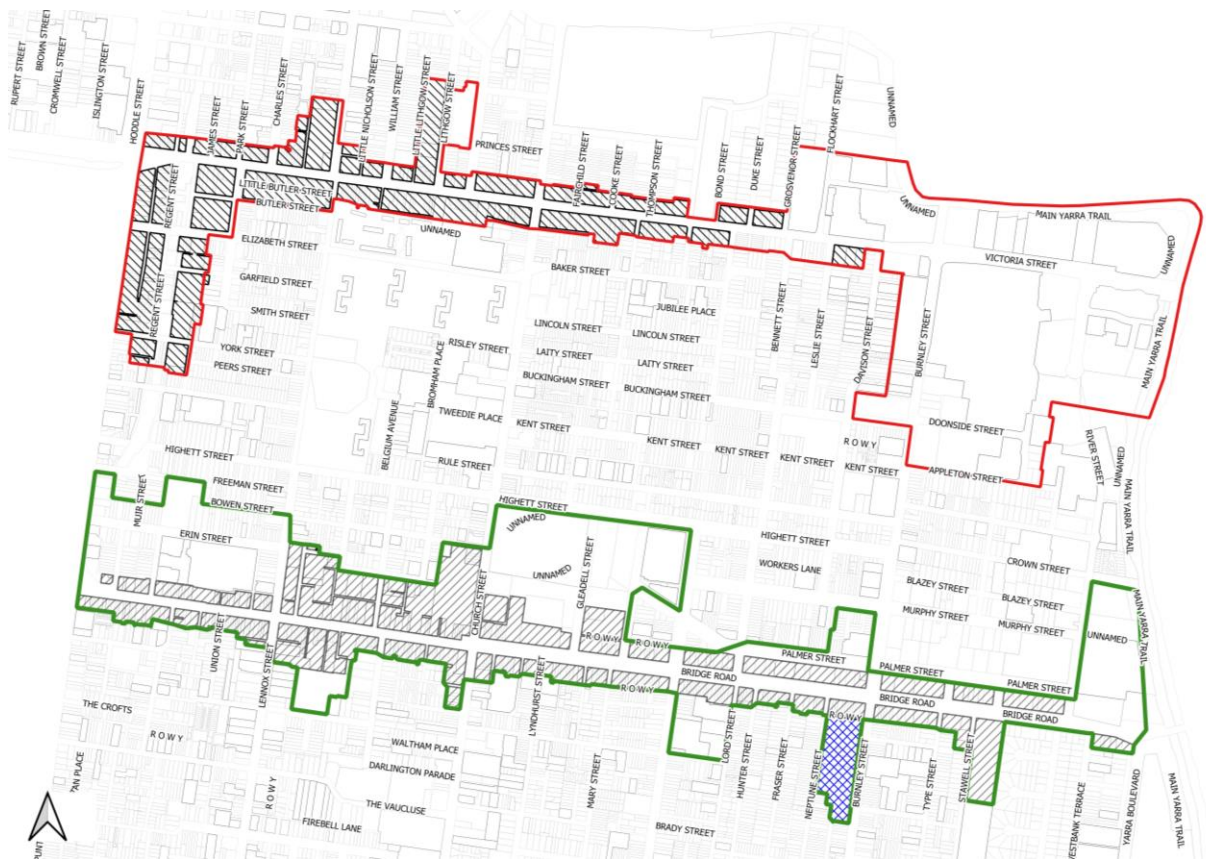 RUPERT STREET
BROWN STREET
CROMWELL STREET
ISLINGTON STREET
HODDLE STREET
JAMES STREET
PARK STREET
CHARLES STREET
LITTLE NICHOLSON STREET
WILLIAM STREET
LITTLE LITHGOW STREET
LITHGOW STREET
PRINCES STREET
FAIRCHILD STREET
COOKE STREET
THOMPSON STREET
BOND STREET
DUKE STREET
GROSVENOR STREET
FLOCKHART STREET
UNNAMED
UNNAMED
MAIN YARRA TRAIL
UNNAMED
VICTORIA STREET
MAIN YARRA TRAIL
REGENT STREET
LITTLE BUTLER STREET
BUTLER STREET
UNNAMED
ELIZABETH STREET
BAKER STREET
GARFIELD STREET
REGENT STREET
SMITH STREET
JUBILEE PLACE
BENNETT STREET
LESLIE STREET
DAVISON STREET
BURNLEY STREET
LINCOLN STREET
LINCOLN STREET
YORK STREET
RISLEY STREET
LAITY STREET
LAITY STREET
PEERS STREET
BROMHAM PLACE
BUCKINGHAM STREET
BUCKINGHAM STREET
BELGIUM AVENUE
TWEEDIE PLACE
KENT STREET
KENT STREET
KENT STREET
KENT STREET
KENT STREET
R O W Y
DOONSIDE STREET
APPLETON STREET
RIVER STREET
UNNAMED
MAIN YARRA TRAIL
HIGHETT STREET
RULE STREET
FREEMAN STREET
BOWEN STREET
MUIR STREET
HIGHETT STREET
UNNAMED
ERIN STREET
HIGHETT STREET
WORKERS LANE
CROWN STREET
UNNAMED
GLEADELL STREET
BLAZEY STREET
BLAZEY STREET
CHURCH STREET
MURPHY STREET
MURPHY STREET
UNNAMED
MAIN YARRA TRAIL
R O W Y
R O W Y
UNION STREET
LENNOX STREET
PALMER STREET
PALMER STREET
PALMER STREET
BRIDGE ROAD
BRIDGE ROAD
BRIDGE ROAD
R O W Y
R O W Y
LYNDHURST STREET
THE CROFTS
R O W Y
WALTHAM PLACE
DARLINGTON PARADE
LORD STREET
HUNTER STREET
FRASER STREET
NEPTUNE STREET
BURNLEY STREET
TYPE STREET
STAWELL STREET
MARY STREET
R O W Y
THE VAUCLUSE
FIREBELL LANE
BRADY STREET
YARRA BOULEVARD
MAIN YARRA TRAIL